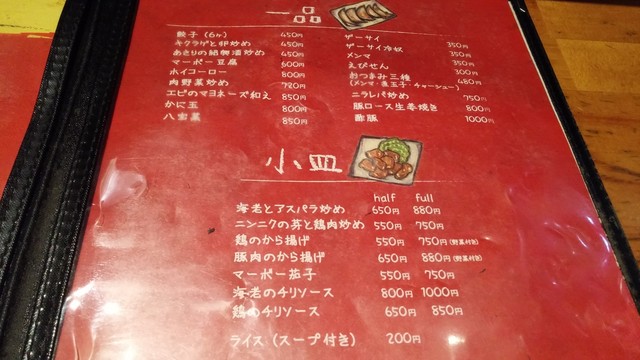 一品
餃子（6ヶ） 450円
キクラゲと卵炒め 450円
あさりの炒め 450円
マーボー豆腐 600円
ホイコーロー 800円
肉野菜炒め 780円
エビのマヨネーズ和え 850円
かに玉 800円
八宝菜 850円
ザーサイ
ザーサイ冷奴 350円
メンマ 350円
えびせん 300円
おつまみ三種 480円
(メンマ・煮玉子・チャーシュー)
ニラレバ炒め 750円
豚ロース生姜焼き 800円
酢豚 1000円
小皿
half full
海老とアスパラ炒め 650円 880円
ニンニクの芽と鶏肉炒め 550円 750円
鶏のから揚げ 550円 750円(野菜付き)
豚肉のから揚げ 650円 880円(野菜付き)
マーボー茄子 550円 750円
海老のチリソース 800円 1000円
鶏のチリソース 650円 850円
ライス（スープ付き） 200円